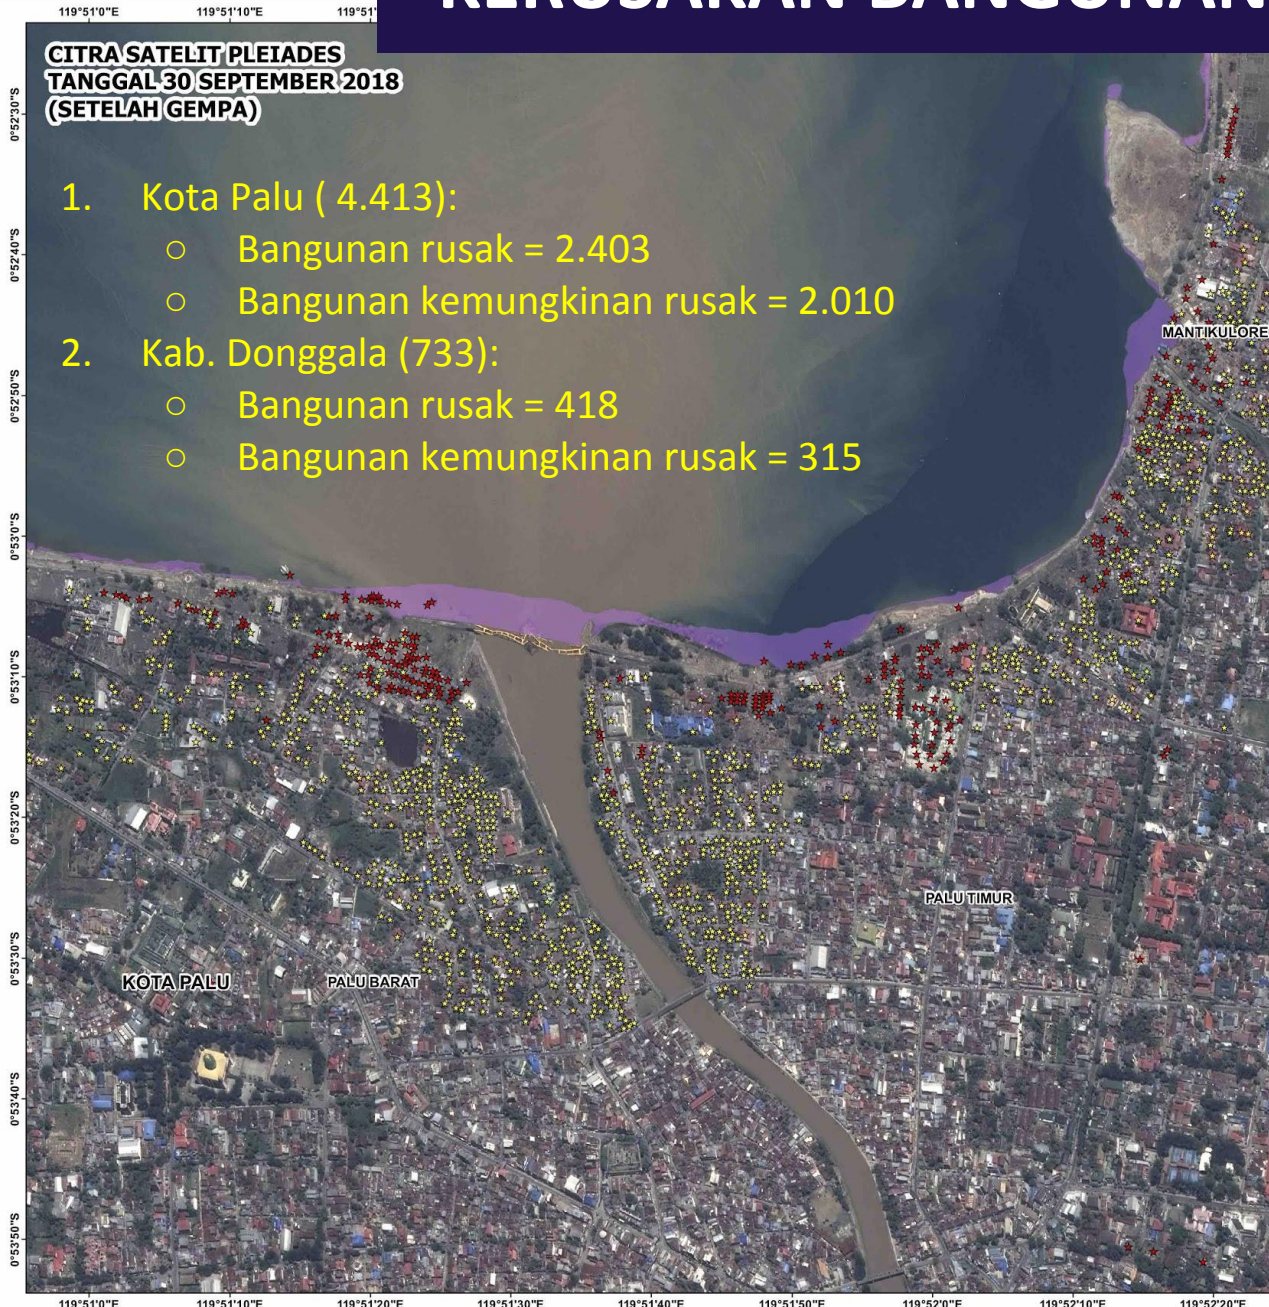 KERUSAKAN BANGUNAN
119°51'0"E 119°51'10"E
CITRA SATELIT PLEIADES
TANGGAL 30 SEPTEMBER 2018
(SETELAH GEMPA)
1. Kota Palu ( 4.413):
○ Bangunan rusak = 2.403
○ Bangunan kemungkinan rusak = 2.010
2. Kab. Donggala (733):
○ Bangunan rusak = 418
○ Bangunan kemungkinan rusak = 315
0°52'30"S
0°52'40"S
0°52'50"S
0°53'0"S
0°53'10"S
0°53'20"S
0°53'30"S
0°53'40"S
0°53'50"S
MANTIKULORE
PALU TIMUR
KOTA PALU
PALU BARAT
119°51'0"E 119°51'10"E 119°51'20"E 119°51'30"E 119°51'40"E 119°51'50"E 119°52'0"E 119°52'10"E 119°52'20"E